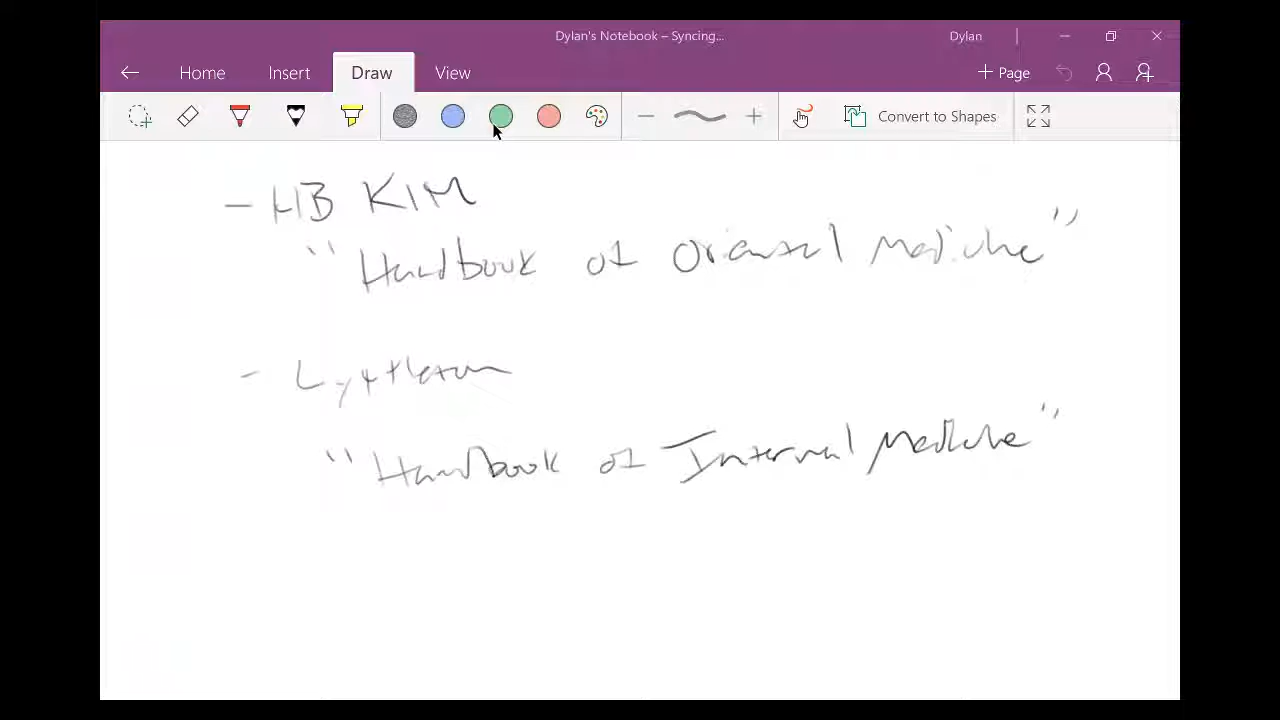 Dylan's Notebook – Syncing...
Dylan
Home Insert Draw View
Page
Convert to Shapes
- HB KIM
"Handbook of Oriental Medicine"
- Lyttleton
"Handbook of Internal Medicine"